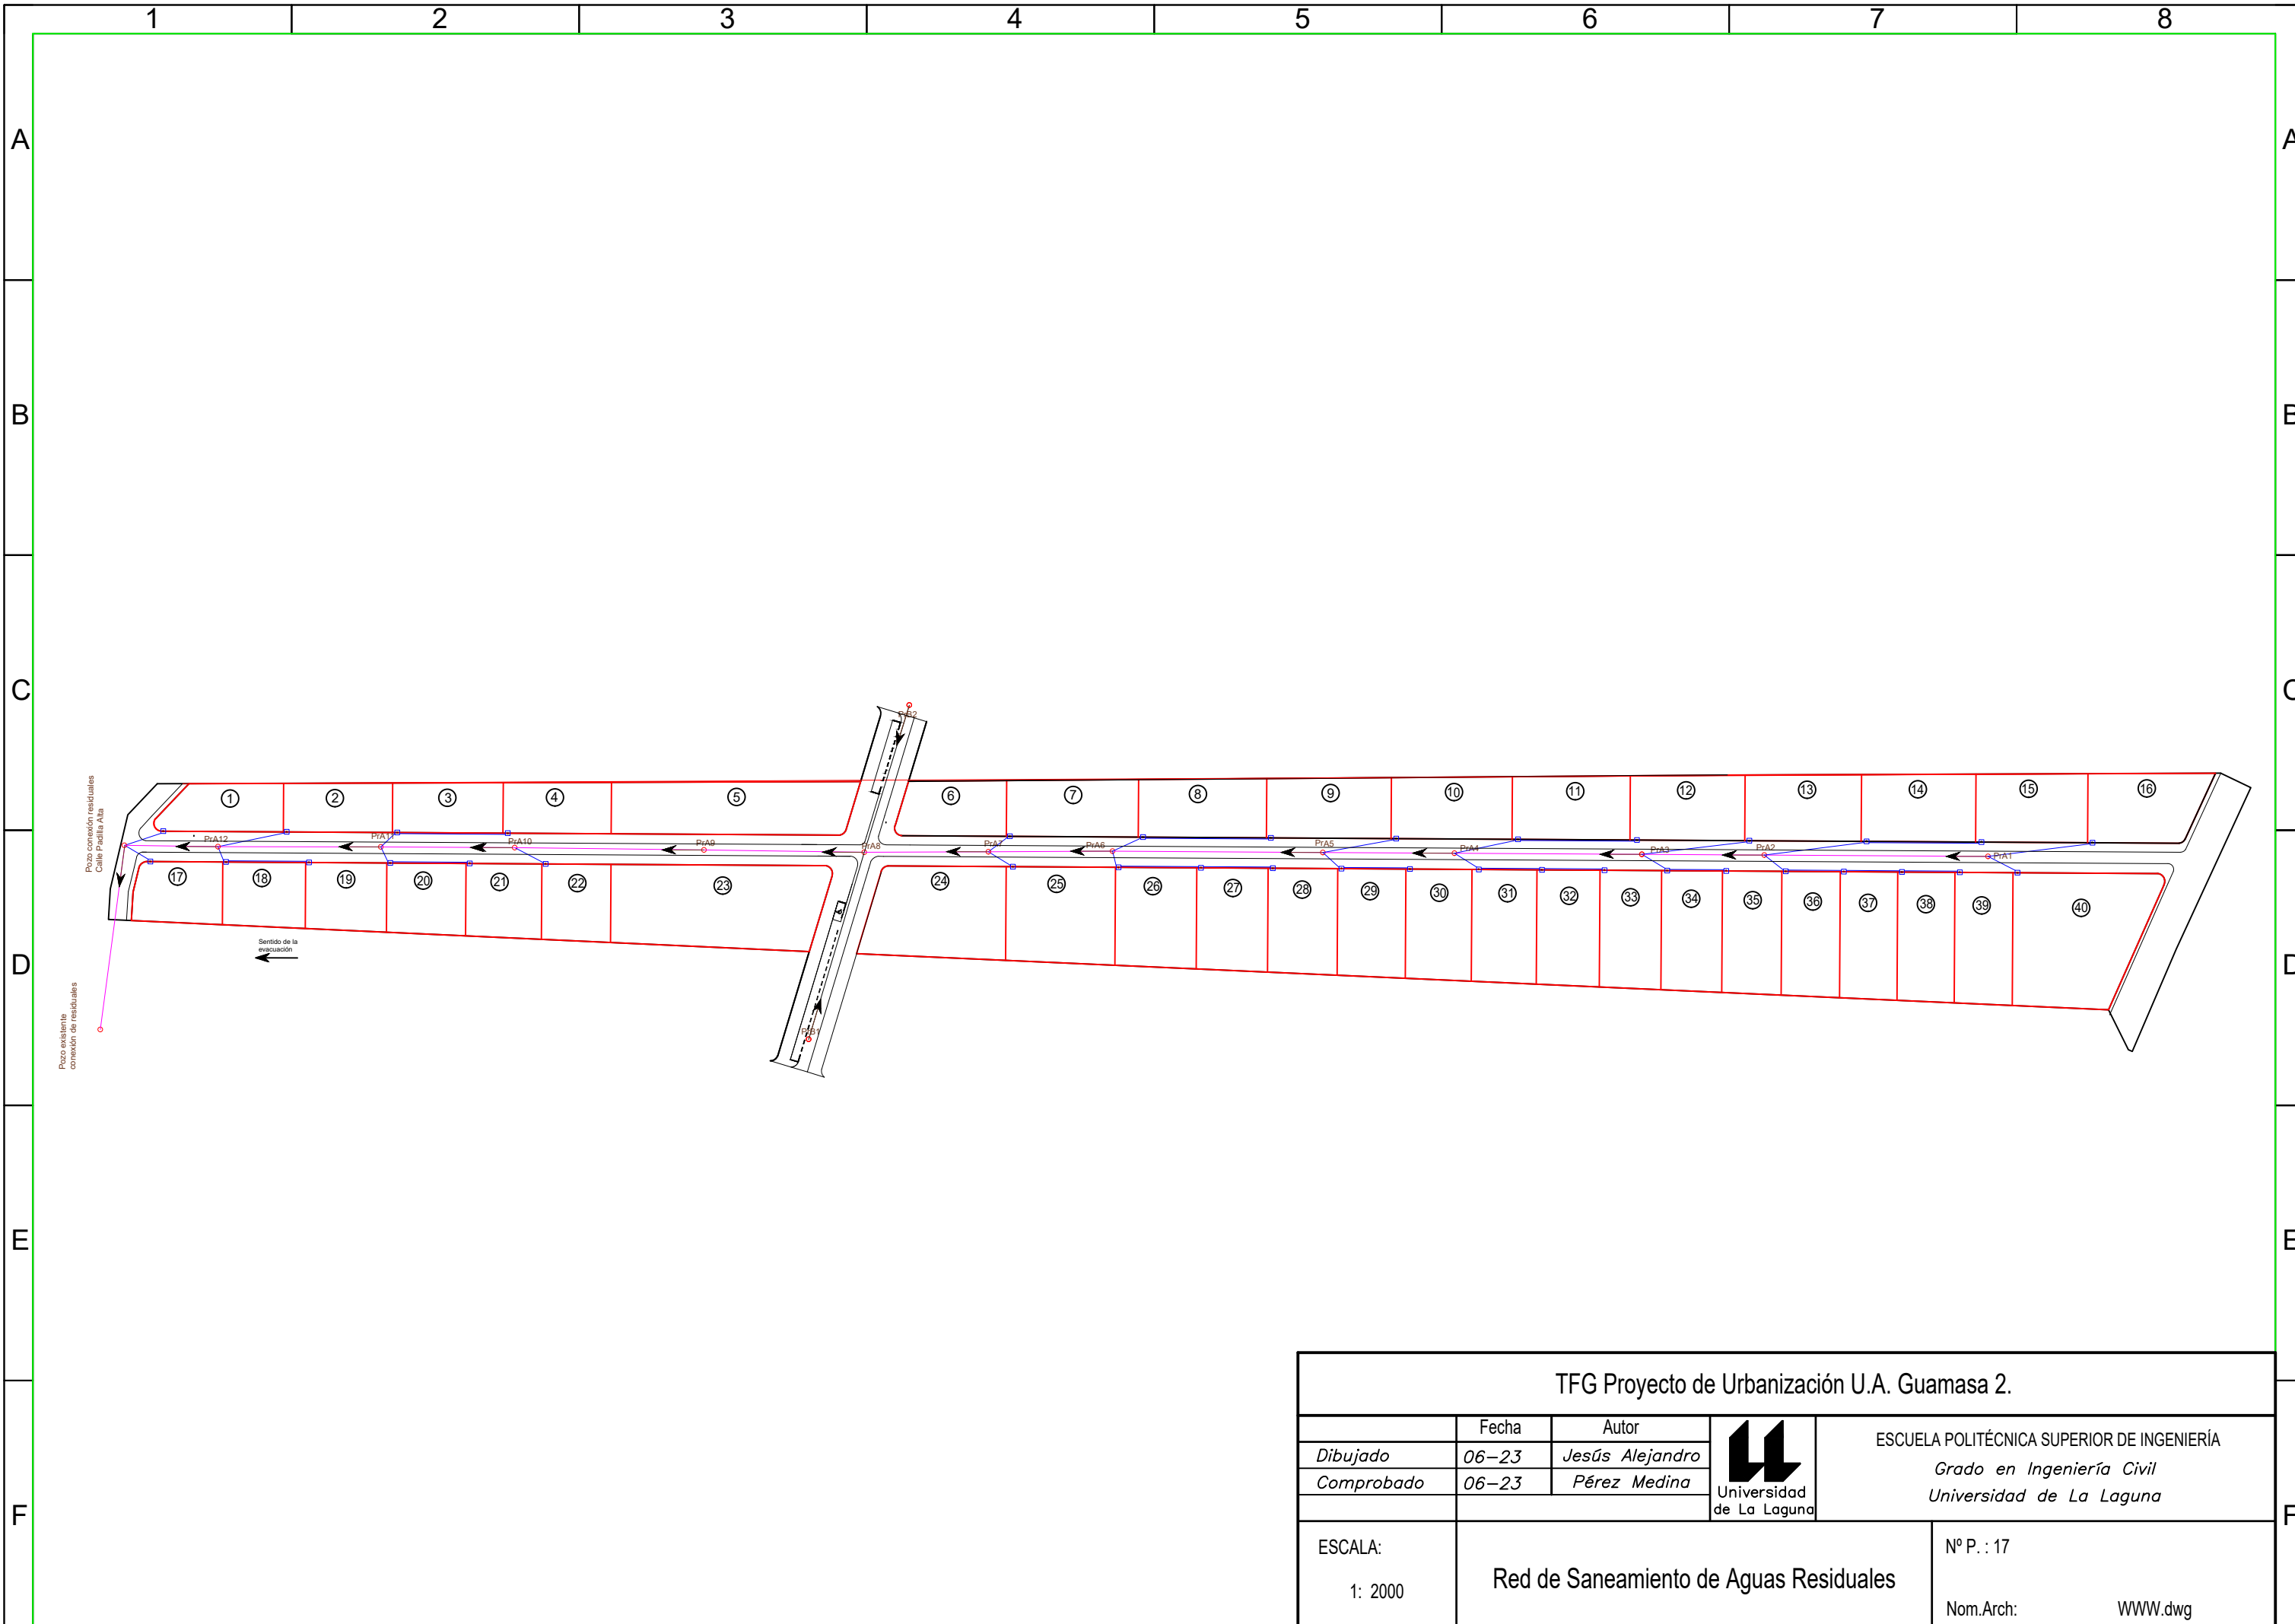 1 2 3 4 5 6 7 8
A A
B B
C C
D D
E E
F F
PrB2
1 2 3 4 5 6 7 8 9 10 11 12 13 14 15 16
Pozo conexión residuales
Calle Padilla Alta
PrA12 PrA11 PrA10 PrA9 PrA8 PrA7 PrA6 PrA5 PrA4 PrA3 PrA2 PrA1
17 18 19 20 21 22 23 24 25 26 27 28 29 30 31 32 33 34 35 36 37 38 39 40
Sentido de la
evacuación
Pozo existente
conexión de residuales
PrB1
TFG Proyecto de Urbanización U.A. Guamasa 2.
Fecha Autor
Dibujado 06-23 Jesús Alejandro
Comprobado 06-23 Pérez Medina
Universidad
de La Laguna
ESCUELA POLITÉCNICA SUPERIOR DE INGENIERÍA
Grado en Ingeniería Civil
Universidad de La Laguna
ESCALA:
1: 2000
Red de Saneamiento de Aguas Residuales
Nº P. : 17
Nom.Arch: WWW.dwg